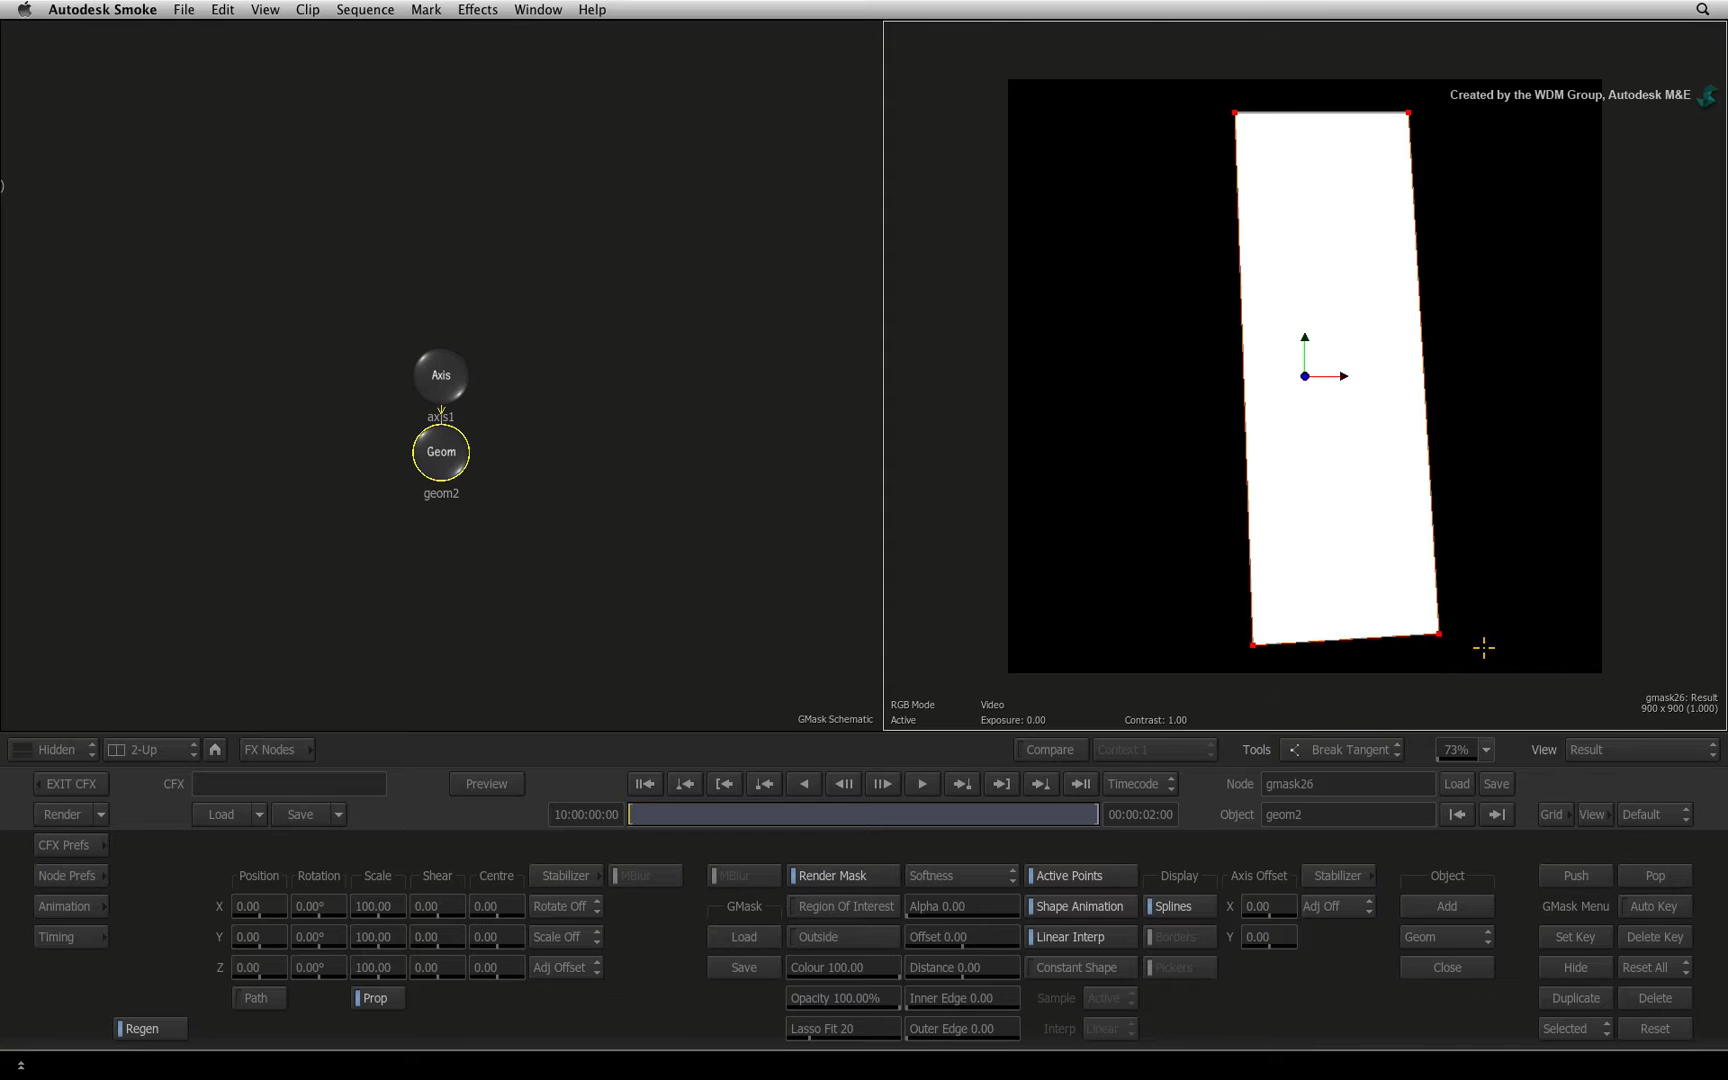 Autodesk Smoke File Edit View Clip Sequence Mark Effects Window Help
Created by the WDM Group, Autodesk M&E
)
Axis
axis1
Geom
geom2
GMask Schematic
RGB Mode Video
Active Exposure: 0.00 Contrast: 1.00
gmask26: Result
900 x 900 (1.000)
Hidden 2-Up FX Nodes Compare Context 1 Tools Break Tangent 73% View Result
EXIT CFX CFX Preview Timecode Node gmask26 Load Save
Render Load Save 10:00:00:00 00:00:02:00 Object geom2 Grid View Default
CFX Prefs
Node Prefs Position Rotation Scale Shear Centre Stabilizer MBlur MBlur Render Mask Softness Active Points Display Axis Offset Stabilizer Object Push Pop
Animation X 0.00 0.00° 100.00 0.00 0.00 Rotate Off GMask Region Of Interest Alpha 0.00 Shape Animation Splines X 0.00 Adj Off Add GMask Menu Auto Key
Timing Y 0.00 0.00° 100.00 0.00 0.00 Scale Off Load Outside Offset 0.00 Linear Interp Borders Y 0.00 Geom Set Key Delete Key
Z 0.00 0.00° 100.00 0.00 0.00 Adj Offset Save Colour 100.00 Distance 0.00 Constant Shape Pickers Close Hide Reset All
Path Prop Opacity 100.00% Inner Edge 0.00 Sample Active Duplicate Delete
Regen Lasso Fit 20 Outer Edge 0.00 Interp Linear Selected Reset